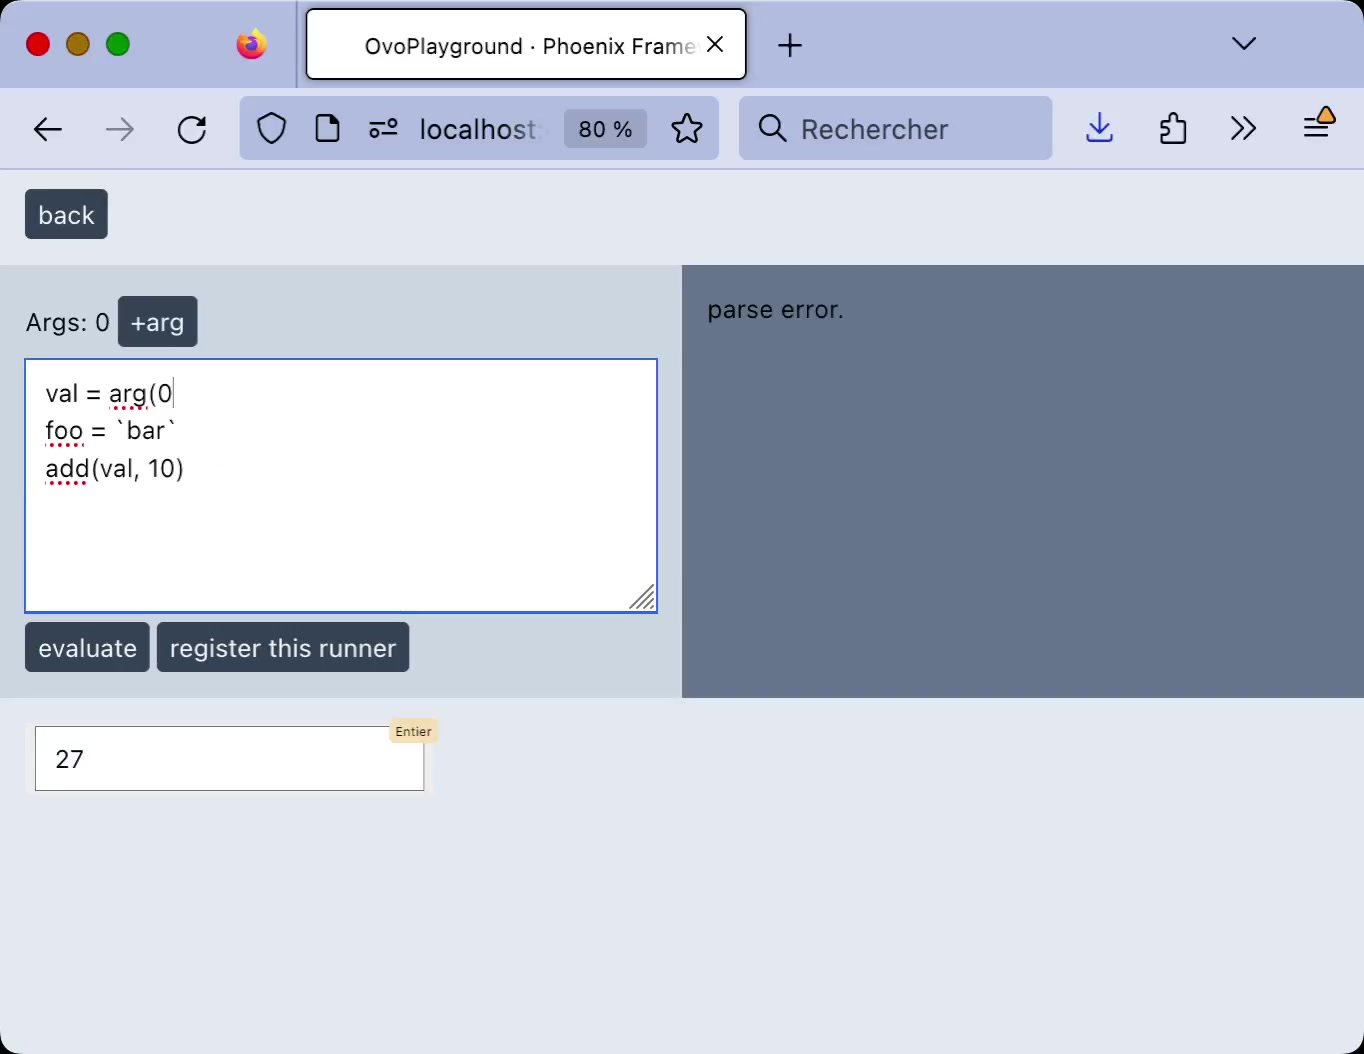 OvoPlayground · Phoenix Frame
localhost: 80 % Rechercher
back
Args: 0 +arg
val = arg(0
foo = `bar`
add(val, 10)
parse error.
evaluate register this runner
Entier
27